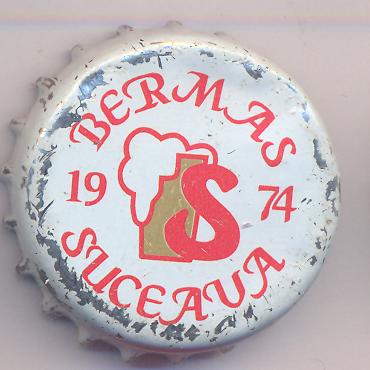 BERMAS
19 74
S
SUCEAVA